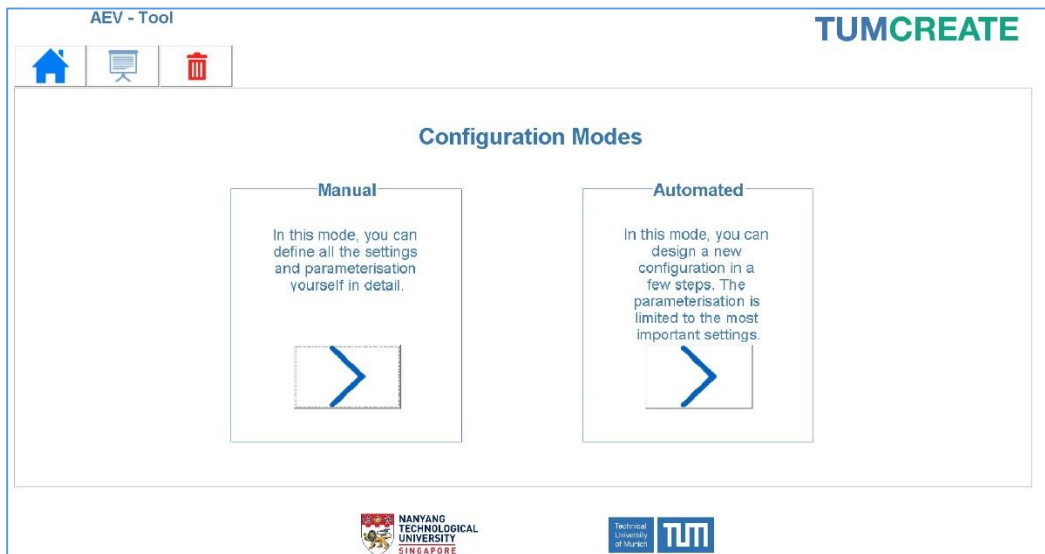 AEV - Tool
TUMCREATE
Configuration Modes
Manual
In this mode, you can
define all the settings
and parameterisation
yourself in detail.
Automated
In this mode, you can
design a new
configuration in a
few steps. The
parameterisation is
limited to the most
important settings.
NANYANG
TECHNOLOGICAL
UNIVERSITY
SINGAPORE
Technical
University
of Munich
TUM